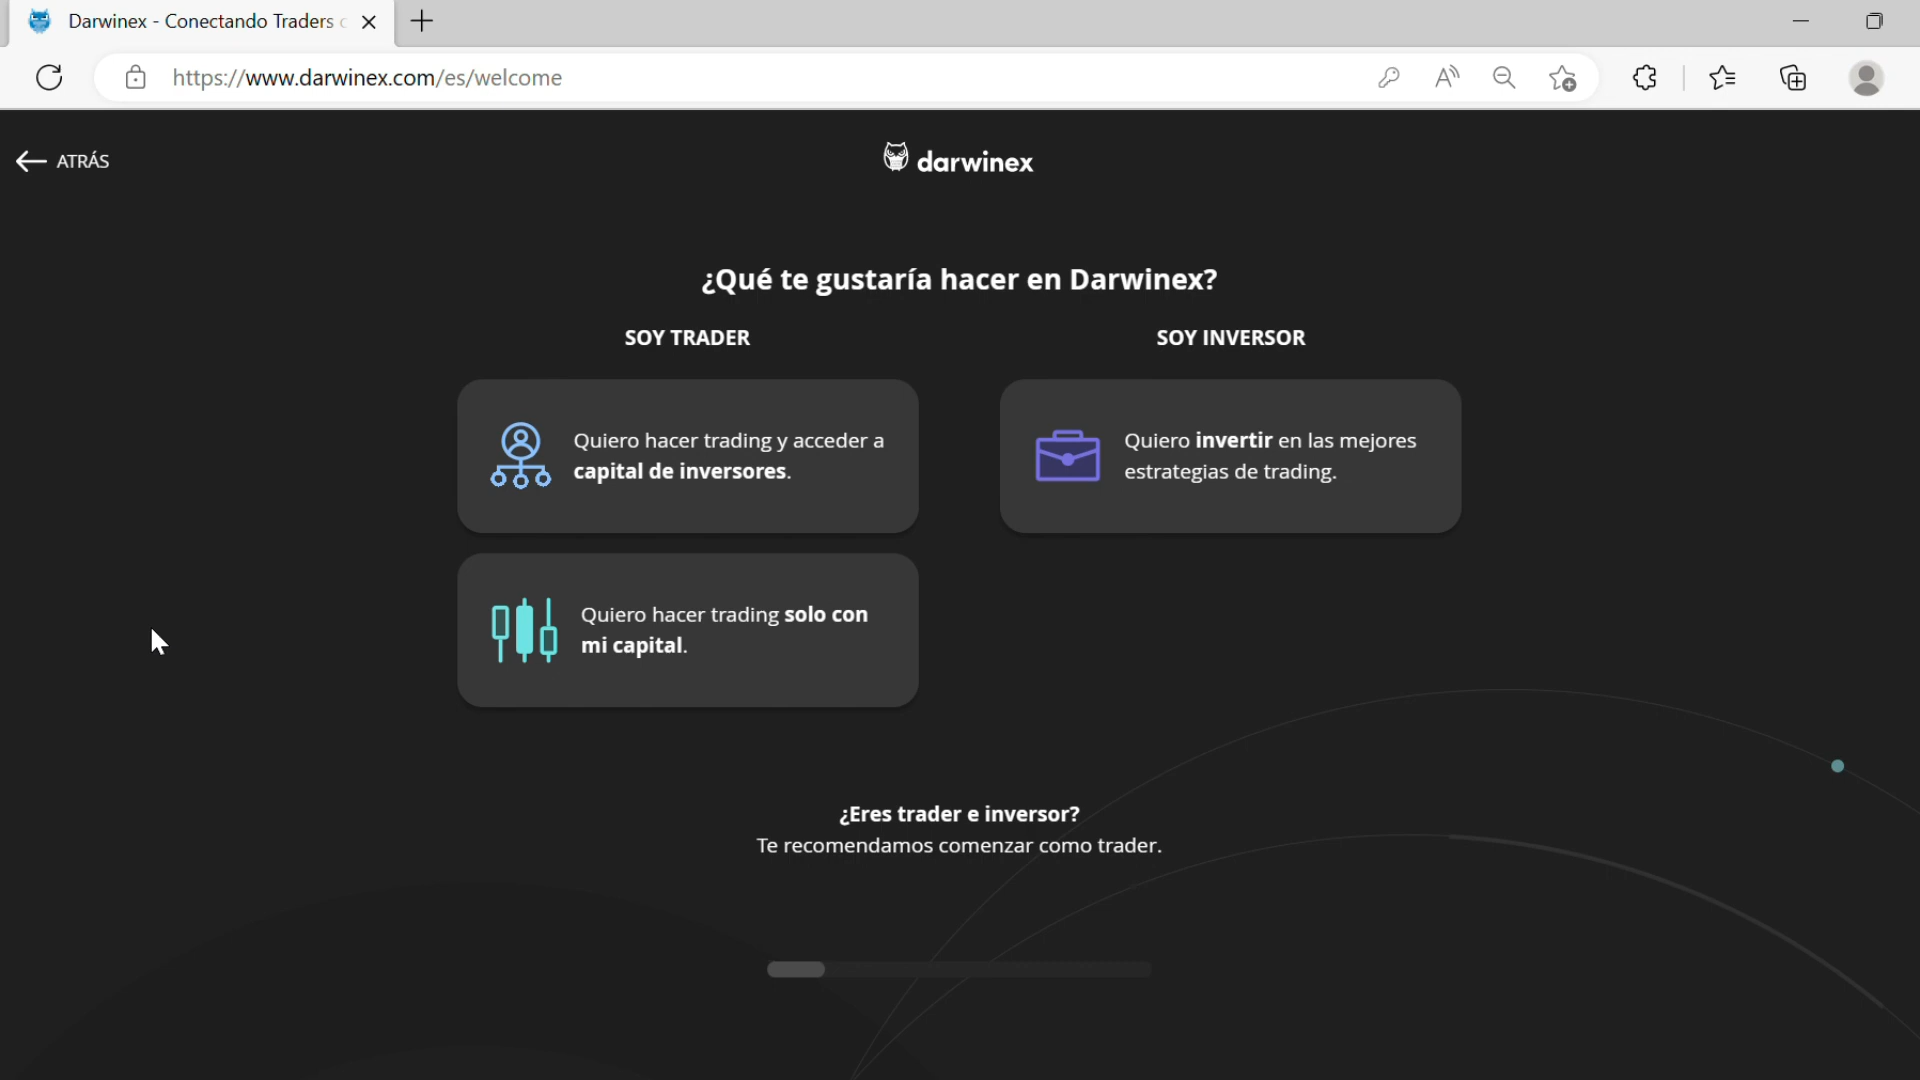 Darwinex - Conectando Traders
https://www.darwinex.com/es/welcome
ATRÁS
darwinex
¿Qué te gustaría hacer en Darwinex?
SOY TRADER
Quiero hacer trading y acceder a
capital de inversores.
Quiero hacer trading solo con
mi capital.
SOY INVERSOR
Quiero invertir en las mejores
estrategias de trading.
¿Eres trader e inversor?
Te recomendamos comenzar como trader.